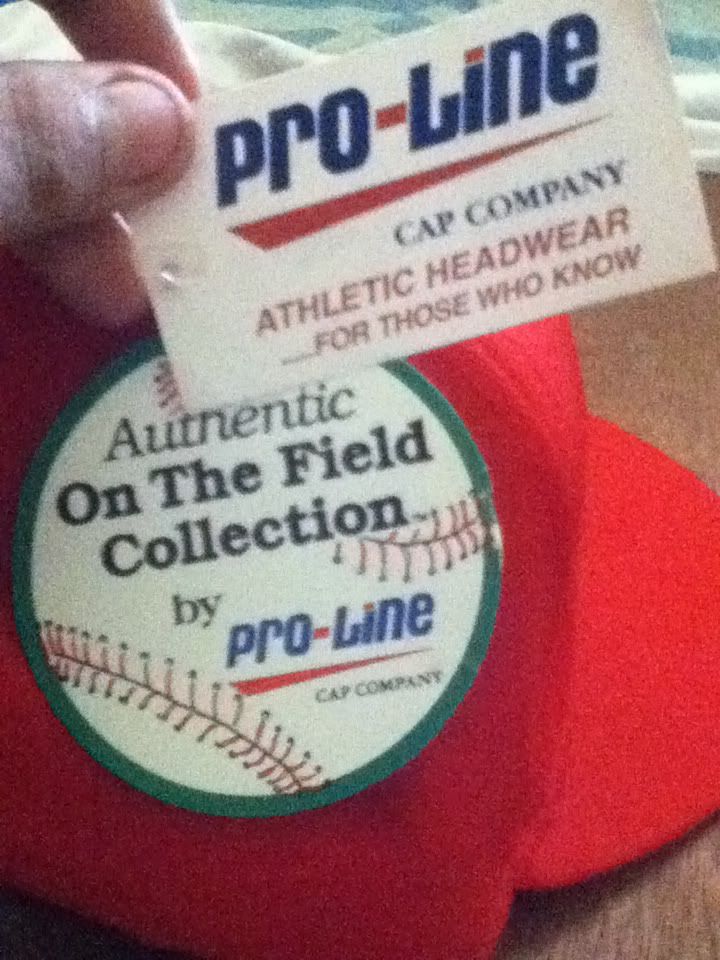 PRO-LINE
CAP COMPANY
ATHLETIC HEADWEAR
...FOR THOSE WHO KNOW
Authentic
On The Field
Collection™
by
PRO-LINE
CAP COMPANY